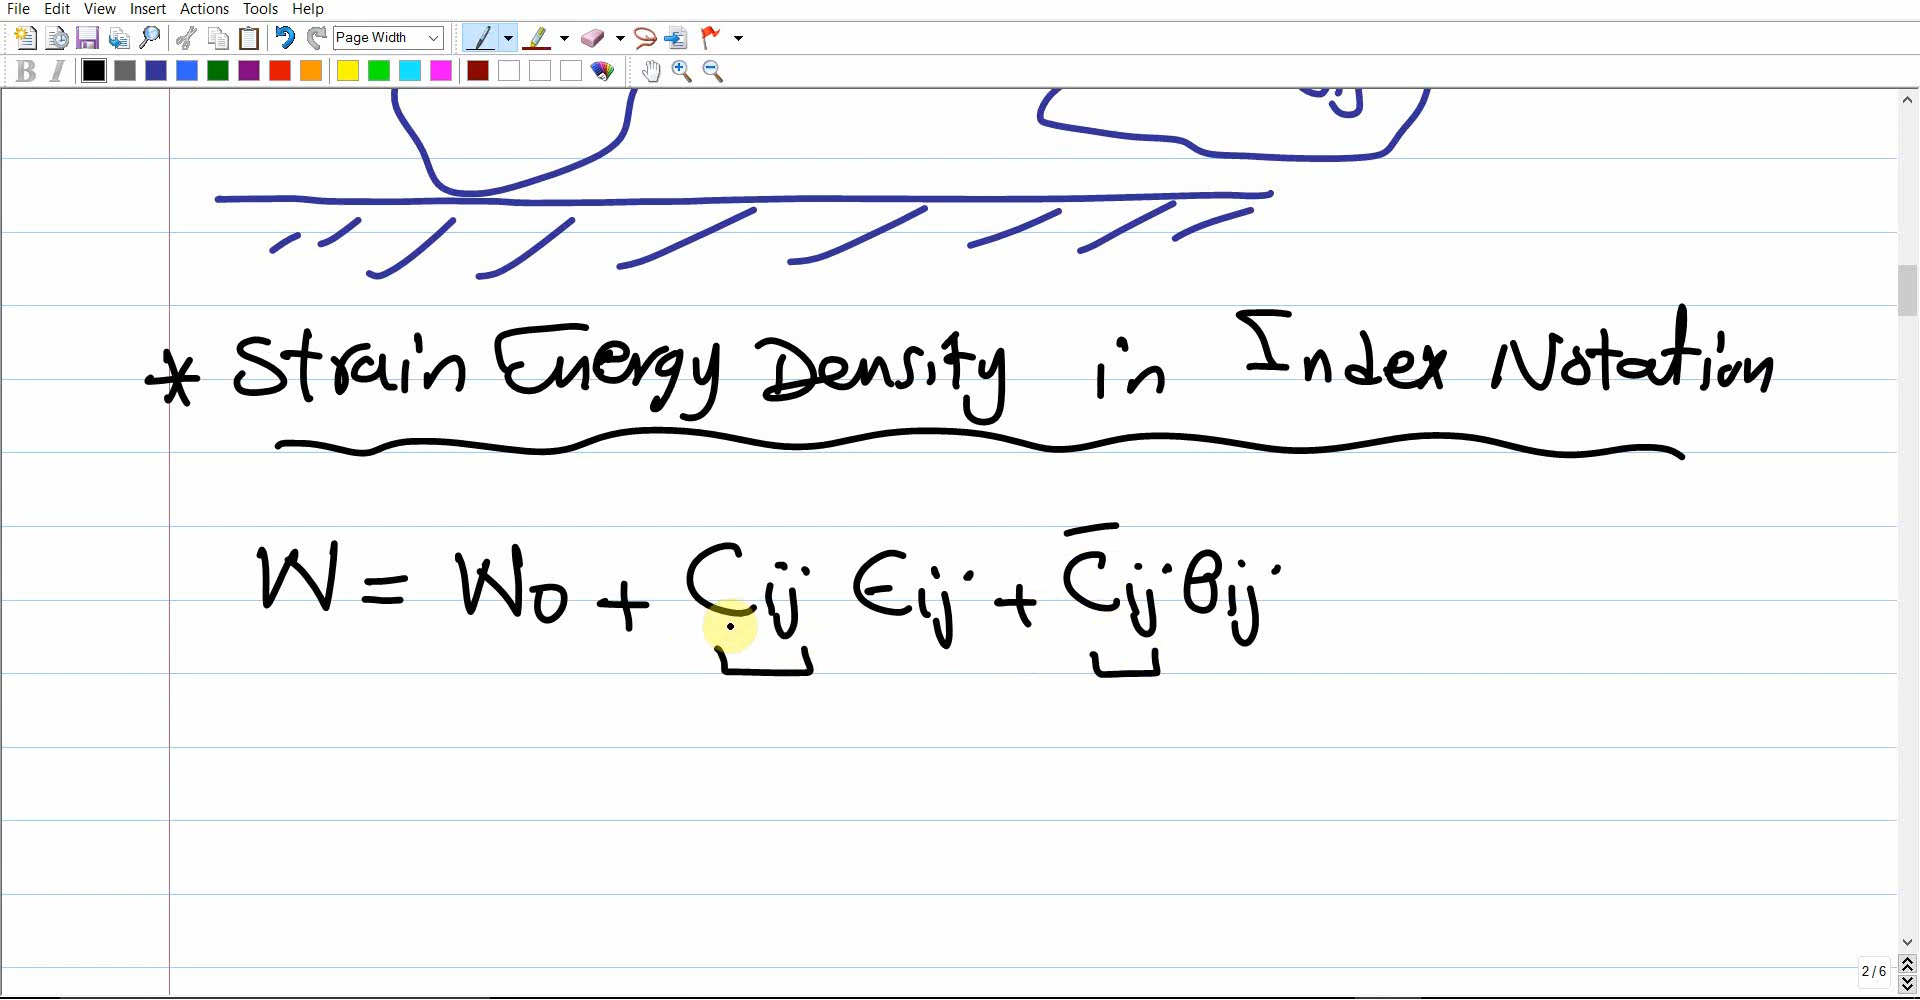 File Edit View Insert Actions Tools Help
Page Width
B I
ij
* Strain Energy Density in Index Notation
W = W₀ + Cᵢⱼ ϵᵢⱼ + C̅ᵢⱼ θᵢⱼ
2 / 6